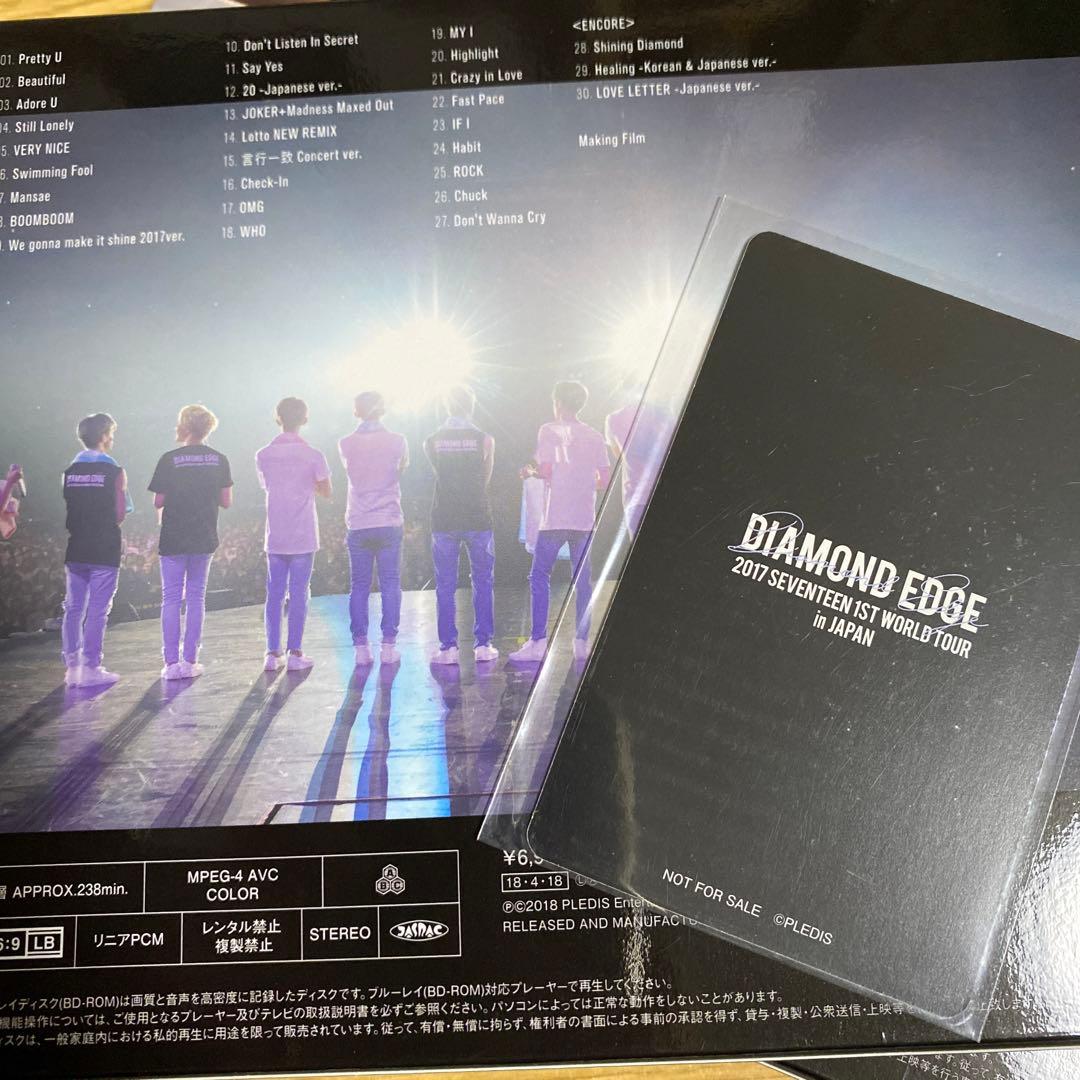 01. Pretty U
02. Beautiful
03. Adore U
04. Still Lonely
05. VERY NICE
06. Swimming Fool
07. Mansae
08. BOOMBOOM
09. We gonna make it shine 2017ver.
10. Don't Listen In Secret
11. Say Yes
12. 20 -Japanese ver.-
13. JOKER+Madness Maxed Out
14. Lotto NEW REMIX
15. 言行一致 Concert ver.
16. Check-In
17. OMG
18. WHO
19. MY I
20. Highlight
21. Crazy in Love
22. Fast Pace
23. IF I
24. Habit
25. ROCK
26. Chuck
27. Don't Wanna Cry
<ENCORE>
28. Shining Diamond
29. Healing -Korean & Japanese ver.-
30. LOVE LETTER -Japanese ver.-
Making Film
DIAMOND EDGE
DIAMOND EDGE
DIAMOND EDGE
DIAMOND EDGE
2017 SEVENTEEN 1ST WORLD TOUR
in JAPAN
NOT FOR SALE ©PLEDIS
層 APPROX.238min.
MPEG-4 AVC
COLOR
ABC
16:9 LB
リニアPCM
レンタル禁止
複製禁止
STEREO
JASRAC
¥6,9
18・4・18
℗©2018 PLEDIS
RELEASED AND
レイディスク(BD-ROM)は画質と音声を高密度に記録したディスクです。ブルーレイ(BD-ROM)対応プレーヤーで再生してください。
機能操作については、ご使用となるプレーヤー及びテレビの取扱説明書を必ずご参照ください。パソコンによっては正常な動作をしないことがあります。
ィスクは、一般家庭内における私的再生に用途を限って販売されています。従って、有償・無償に拘らず、権利者の書面による事前の承認を得ず、貸与・複製・公衆送信・上映等を